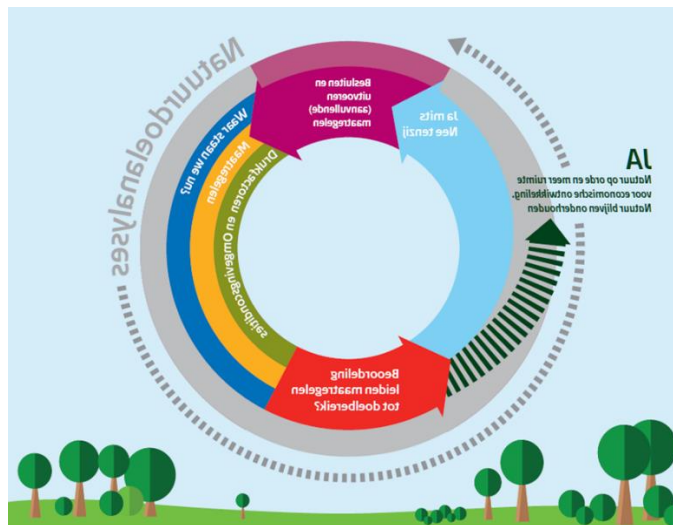 Natuurdoelanalyses
Besluiten en
uitvoeren
(aanvullende)
maatregelen
Ja mits
Nee tenzij
Waar staan we nu?
Maatregelen
Drukfactoren en Omgevingsgcondities
JA
Natuur op orde en meer ruimte
voor economische ontwikkeling.
Natuur blijven onderhouden
Beoordeling
leiden maatregelen
tot doelbereik?